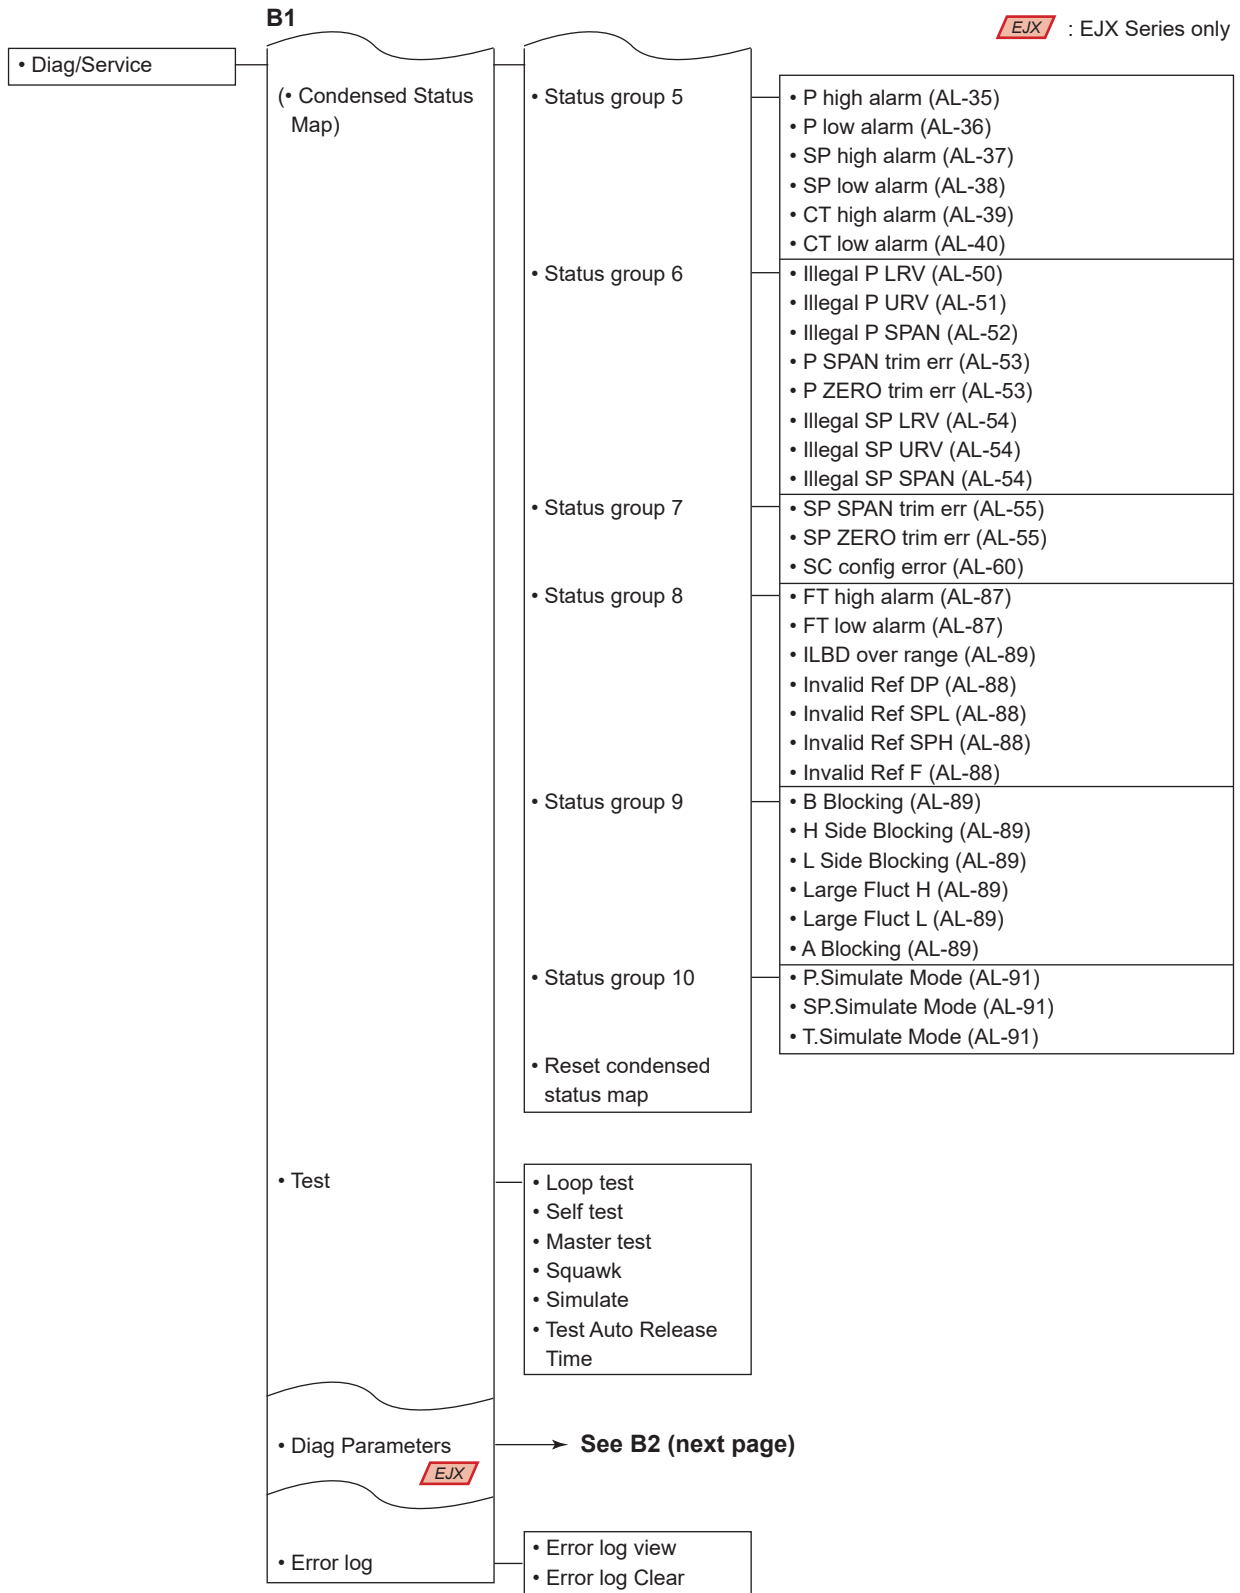 B1
EJX : EJX Series only
• Diag/Service
(• Condensed Status
Map)
• Status group 5
• P high alarm (AL-35)
• P low alarm (AL-36)
• SP high alarm (AL-37)
• SP low alarm (AL-38)
• CT high alarm (AL-39)
• CT low alarm (AL-40)
• Status group 6
• Illegal P LRV (AL-50)
• Illegal P URV (AL-51)
• Illegal P SPAN (AL-52)
• P SPAN trim err (AL-53)
• P ZERO trim err (AL-53)
• Illegal SP LRV (AL-54)
• Illegal SP URV (AL-54)
• Illegal SP SPAN (AL-54)
• Status group 7
• SP SPAN trim err (AL-55)
• SP ZERO trim err (AL-55)
• SC config error (AL-60)
• Status group 8
• FT high alarm (AL-87)
• FT low alarm (AL-87)
• ILBD over range (AL-89)
• Invalid Ref DP (AL-88)
• Invalid Ref SPL (AL-88)
• Invalid Ref SPH (AL-88)
• Invalid Ref F (AL-88)
• Status group 9
• B Blocking (AL-89)
• H Side Blocking (AL-89)
• L Side Blocking (AL-89)
• Large Fluct H (AL-89)
• Large Fluct L (AL-89)
• A Blocking (AL-89)
• Status group 10
• P.Simulate Mode (AL-91)
• SP.Simulate Mode (AL-91)
• T.Simulate Mode (AL-91)
• Reset condensed
status map
• Test
• Loop test
• Self test
• Master test
• Squawk
• Simulate
• Test Auto Release
Time
• Diag Parameters
EJX
See B2 (next page)
• Error log
• Error log view
• Error log Clear